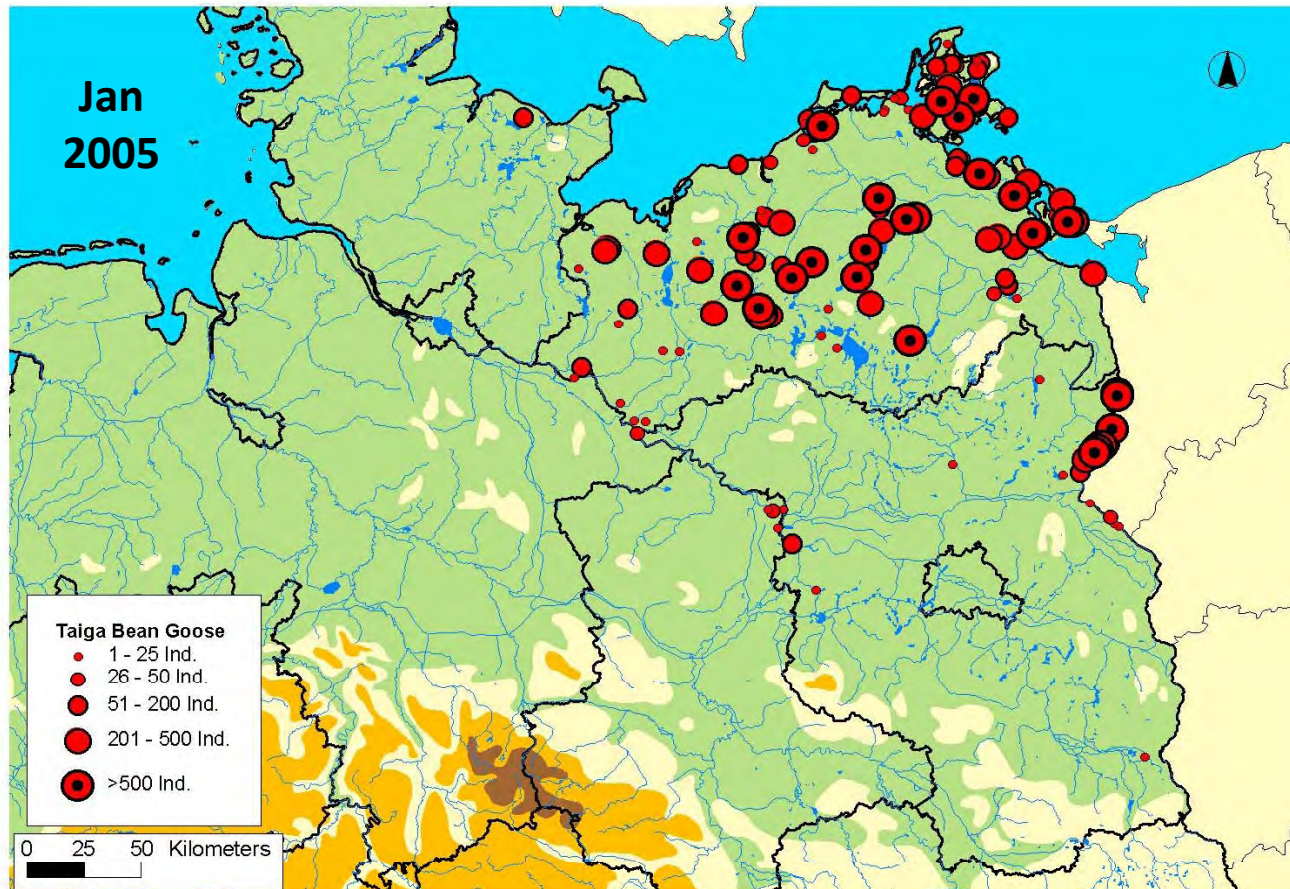 Jan
2005
Taiga Bean Goose
1 - 25 Ind.
26 - 50 Ind.
51 - 200 Ind.
201 - 500 Ind.
>500 Ind.
0 25 50 Kilometers